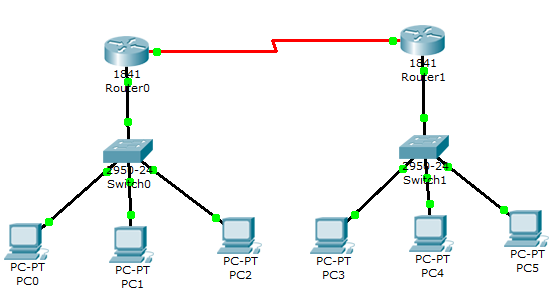 1841
Router0
1841
Router1
2950-24
Switch0
2950-24
Switch1
PC-PT
PC0
PC-PT
PC1
PC-PT
PC2
PC-PT
PC3
PC-PT
PC4
PC-PT
PC5